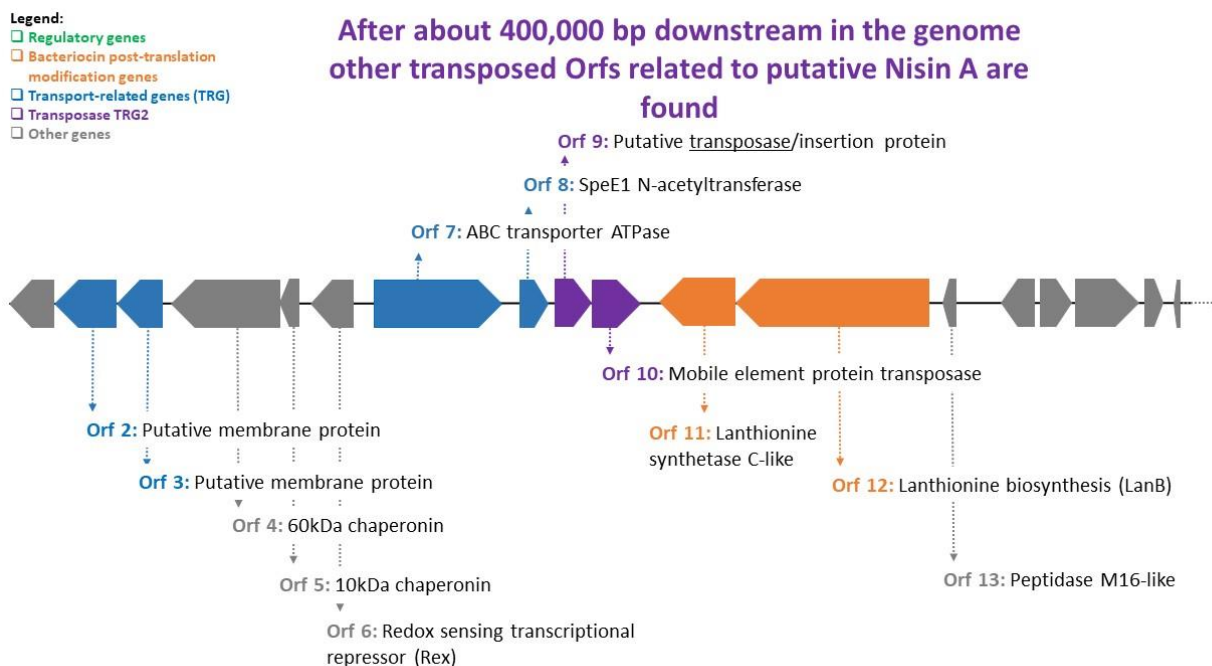 Legend:
❑ Regulatory genes
❑ Bacteriocin post-translation
modification genes
❑ Transport-related genes (TRG)
❑ Transposase TRG2
❑ Other genes
After about 400,000 bp downstream in the genome
other transposed Orfs related to putative Nisin A are
found
Orf 9: Putative transposase/insertion protein
Orf 8: SpeE1 N-acetyltransferase
Orf 7: ABC transporter ATPase
Orf 10: Mobile element protein transposase
Orf 2: Putative membrane protein
Orf 11: Lanthionine
synthetase C-like
Orf 3: Putative membrane protein
Orf 12: Lanthionine biosynthesis (LanB)
Orf 4: 60kDa chaperonin
Orf 5: 10kDa chaperonin
Orf 13: Peptidase M16-like
Orf 6: Redox sensing transcriptional
repressor (Rex)